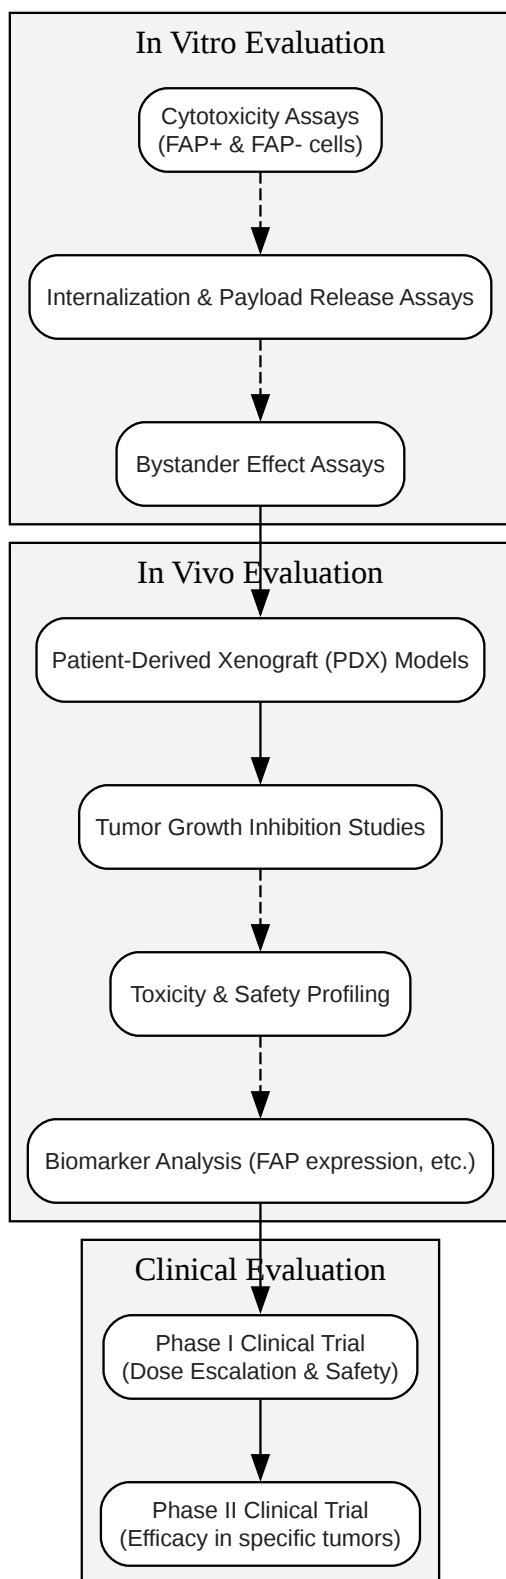 In Vitro Evaluation
Cytotoxicity Assays
(FAP+ & FAP- cells)
Internalization & Payload Release Assays
Bystander Effect Assays
In Vivo Evaluation
Patient-Derived Xenograft (PDX) Models
Tumor Growth Inhibition Studies
Toxicity & Safety Profiling
Biomarker Analysis (FAP expression, etc.)
Clinical Evaluation
Phase I Clinical Trial
(Dose Escalation & Safety)
Phase II Clinical Trial
(Efficacy in specific tumors)